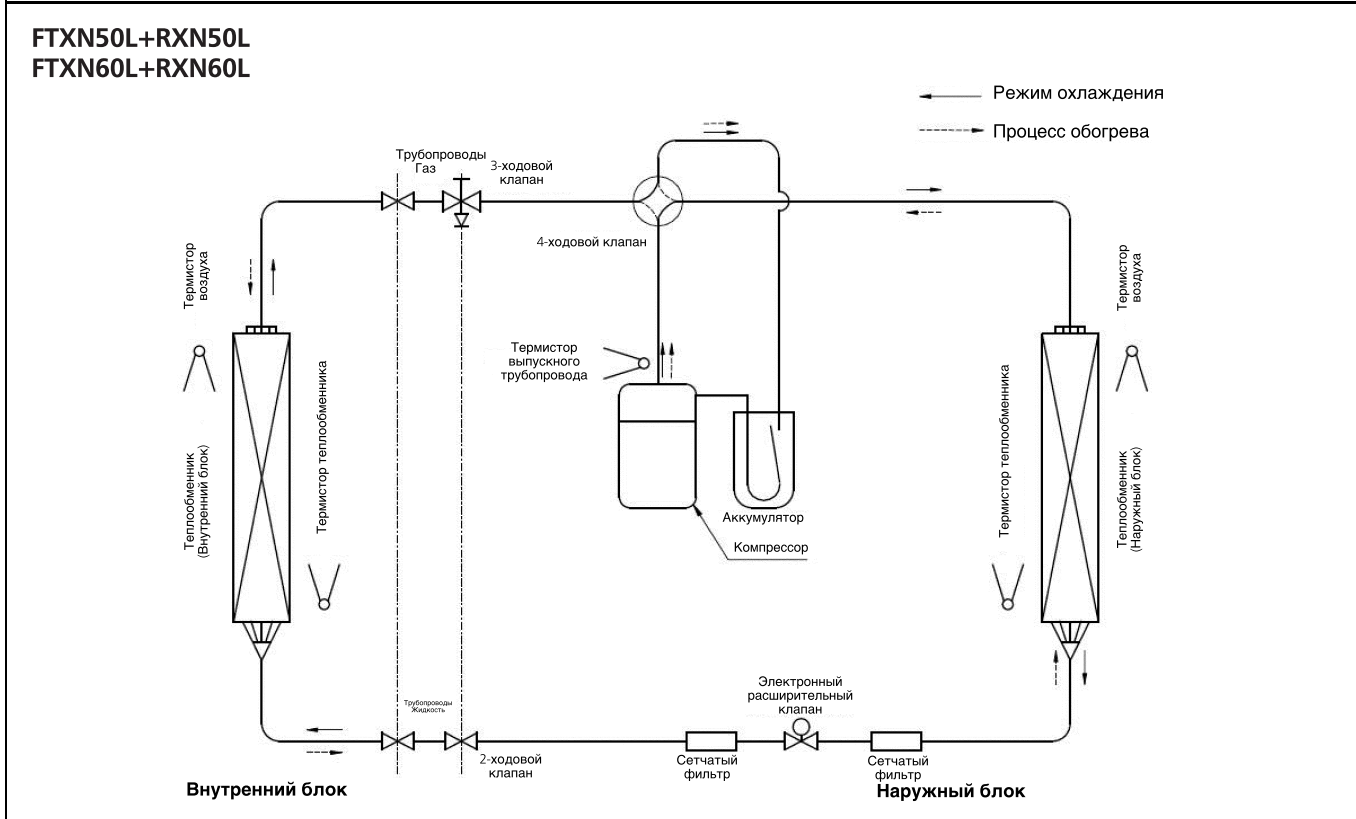 FTXN50L+RXN50L
FTXN60L+RXN60L
Режим охлаждения
Процесс обогрева
Трубопроводы
Газ
3-ходовой
клапан
4-ходовой клапан
Термистор
воздуха
Термистор
воздуха
Термистор
выпускного
трубопровода
Теплообменник
(Внутренний блок)
Термистор теплообменника
Термистор теплообменника
Теплообменник
(Наружный блок)
Аккумулятор
Компрессор
Трубопроводы
Жидкость
2-ходовой
клапан
Электронный
расширительный
клапан
Сетчатый
фильтр
Сетчатый
фильтр
Внутренний блок
Наружный блок